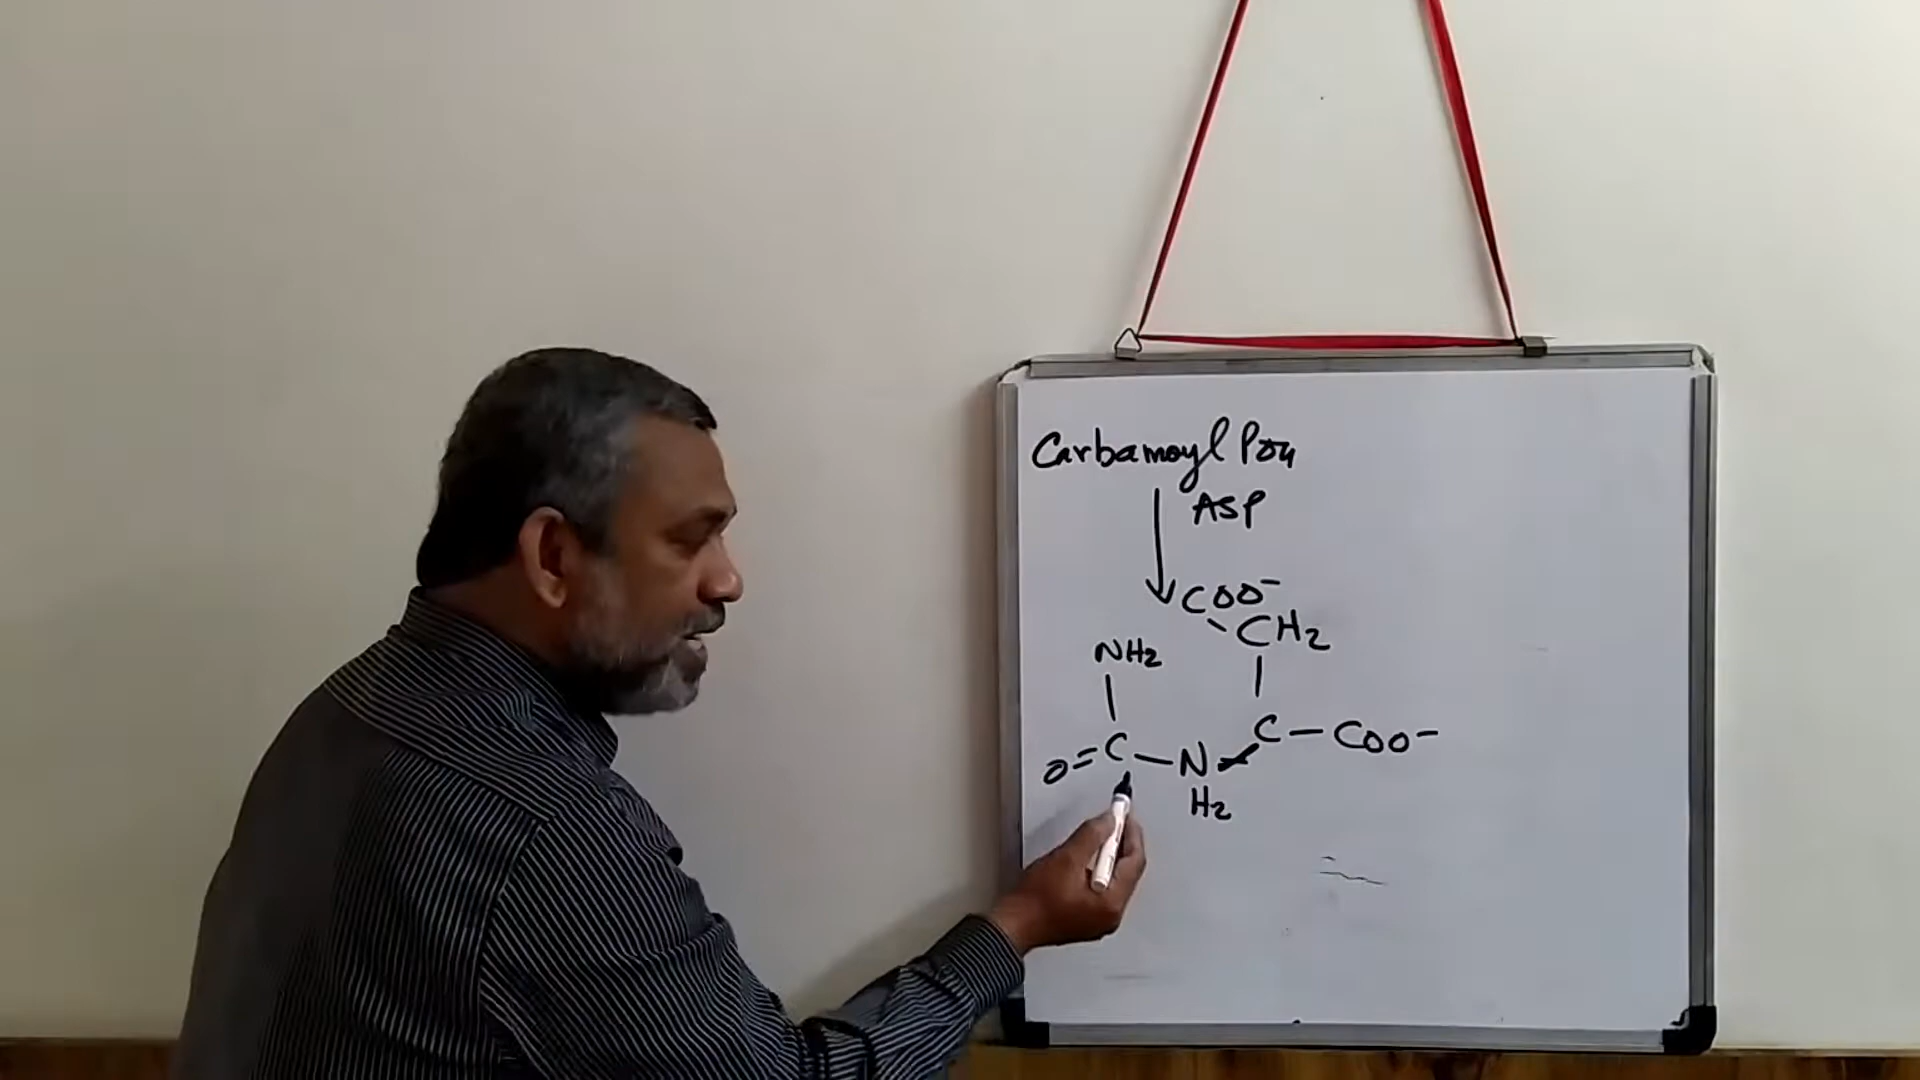 Carbamoyl PO4
ASP
COO-
CH2
NH2
O=C-N-C-COO-
H2